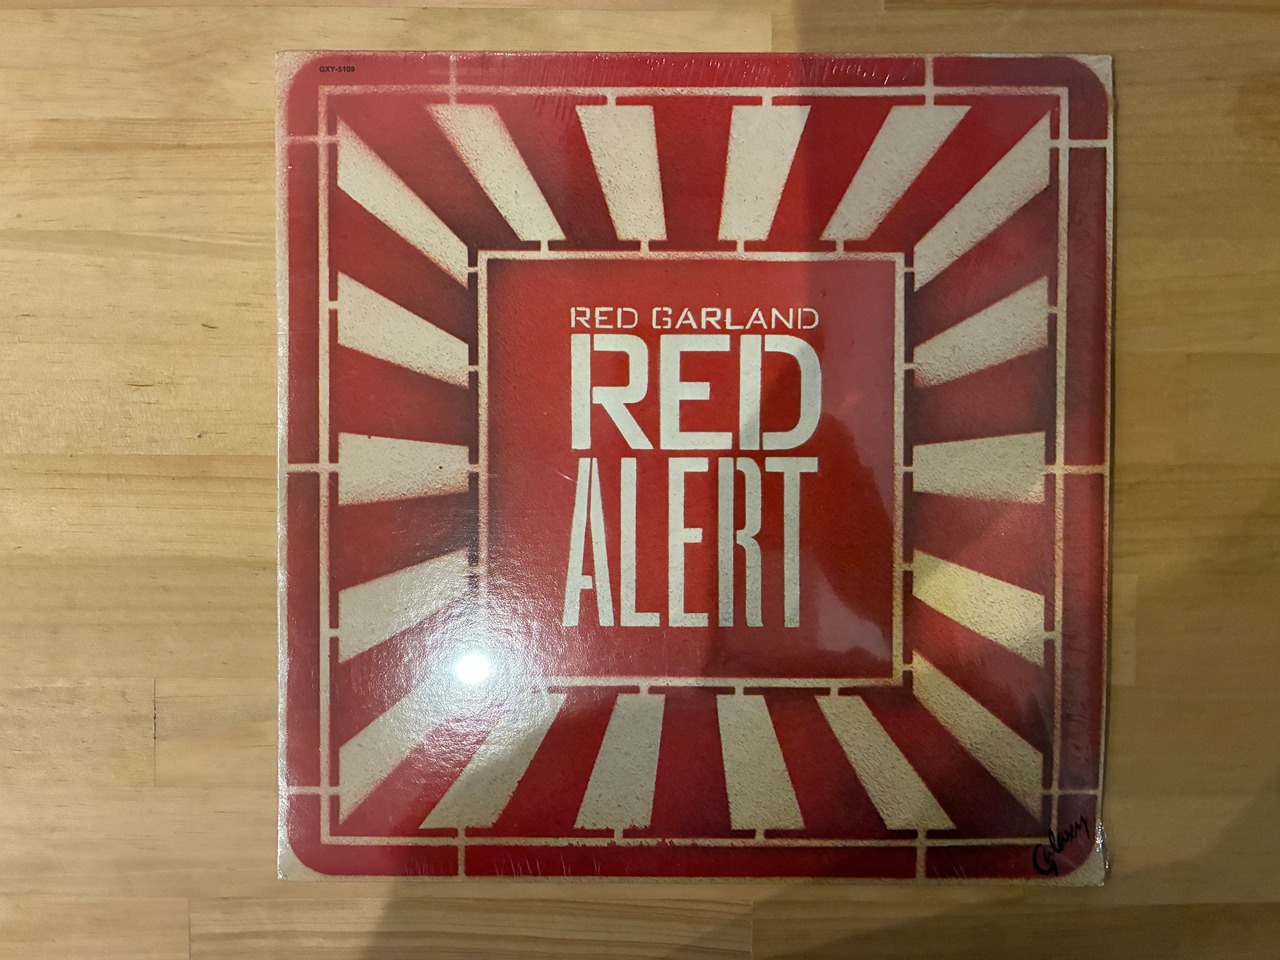 GXY-5109
RED GARLAND
RED
ALERT
Galaxy